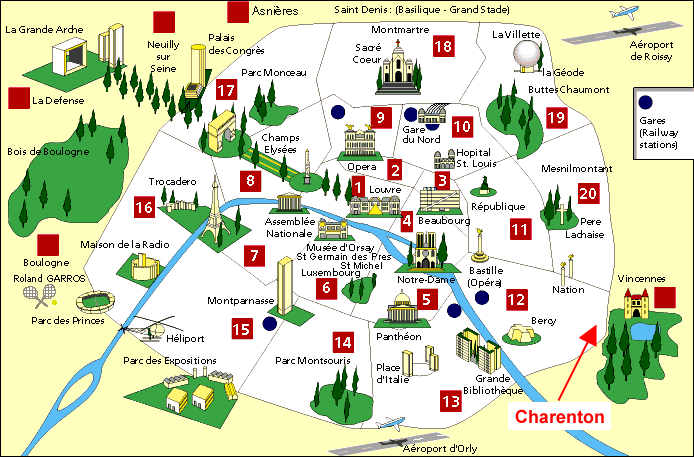 Asnières
Saint Denis: (Basilique - Grand Stade)
La Grande Arche
Neuilly
sur
Seine
Palais
des Congrès
Montmartre
18
Sacré
Coeur
La Villette
Aéroport
de Roissy
la Géode
Parc Monceau
Buttes Chaumont
La Defense
17
9
10
19
Gares
(Railway
stations)
Gare
du Nord
Champs
Elysées
Bois de Boulogne
Opera
Hopital
St. Louis
2
Mesnilmontant
Trocadero
8
1
Louvre
3
20
16
République
4
Beaubourg
Pere
Lachaise
Assemblée
Nationale
11
Maison de la Radio
Musée d'Orsay
St Germain des Pres
St Michel
Boulogne
7
Luxembourg
Notre-Dame
Bastille
(Opéra)
Roland GARROS
6
Nation
Vincennes
Montparnasse
5
12
Parc des Princes
15
Héliport
Panthéon
Bercy
14
Parc des Expositions
Parc Montsouris
Place
d'Italie
Grande
Bibliothèque
13
Charenton
Aéroport d'Orly